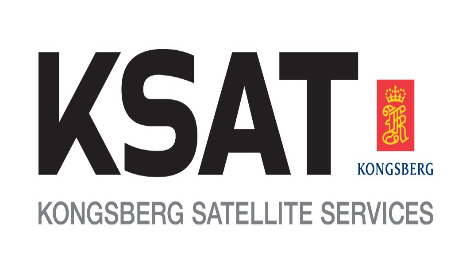 KSAT
KONGSBERG
KONGSBERG SATELLITE SERVICES